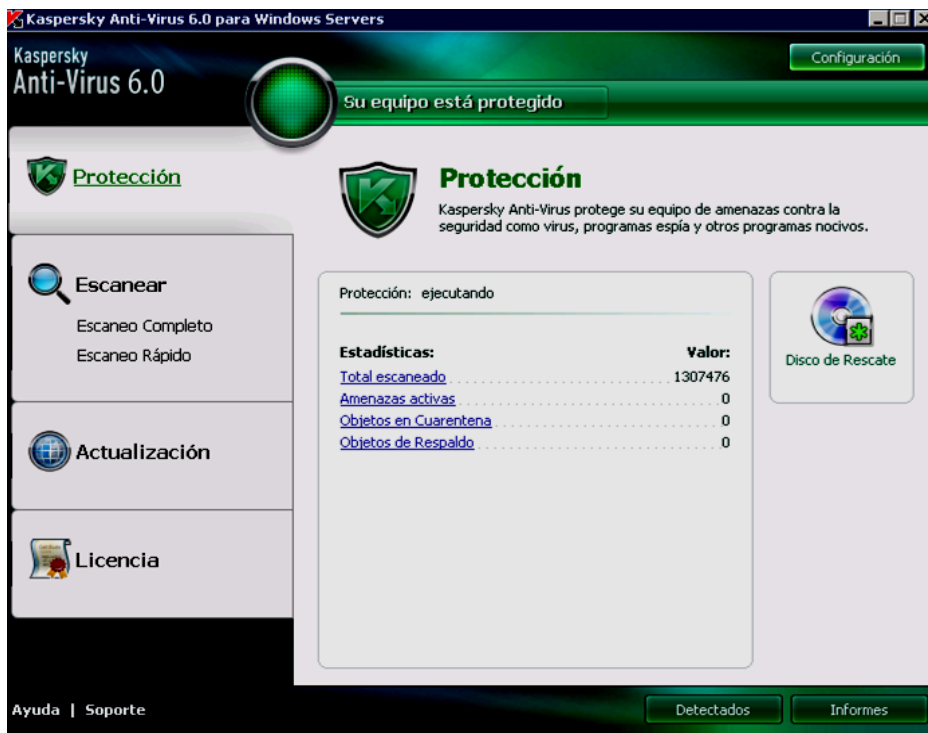 Kaspersky Anti-Virus 6.0 para Windows Servers
Kaspersky
Anti-Virus 6.0
Configuración
Su equipo está protegido
Protección
Protección
Kaspersky Anti-Virus protege su equipo de amenazas contra la
seguridad como virus, programas espía y otros programas nocivos.
Escanear
Escaneo Completo
Escaneo Rápido
Actualización
Licencia
Protección: ejecutando
Estadísticas: Valor:
Total escaneado 1307476
Amenazas activas 0
Objetos en Cuarentena 0
Objetos de Respaldo 0
Disco de Rescate
Ayuda | Soporte
Detectados
Informes